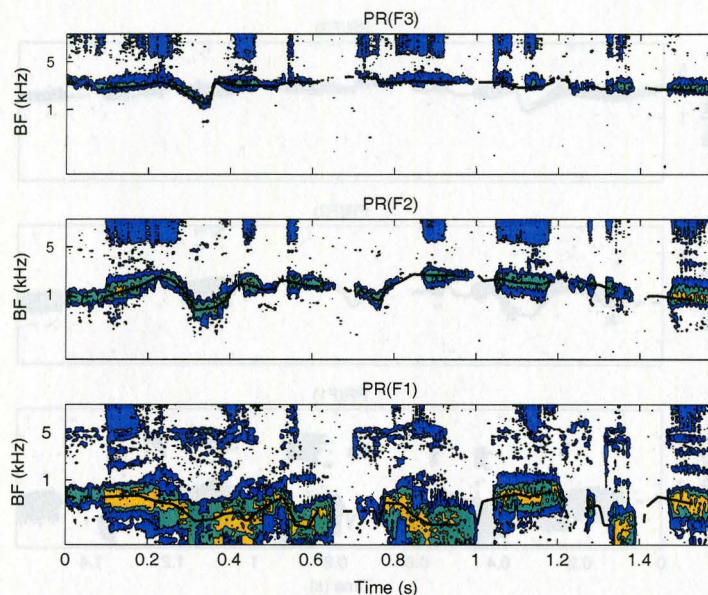 PR(F3)
5
1
BF (kHz)
PR(F2)
5
1
BF (kHz)
PR(F1)
5
1
BF (kHz)
0 0.2 0.4 0.6 0.8 1 1.2 1.4
Time (s)